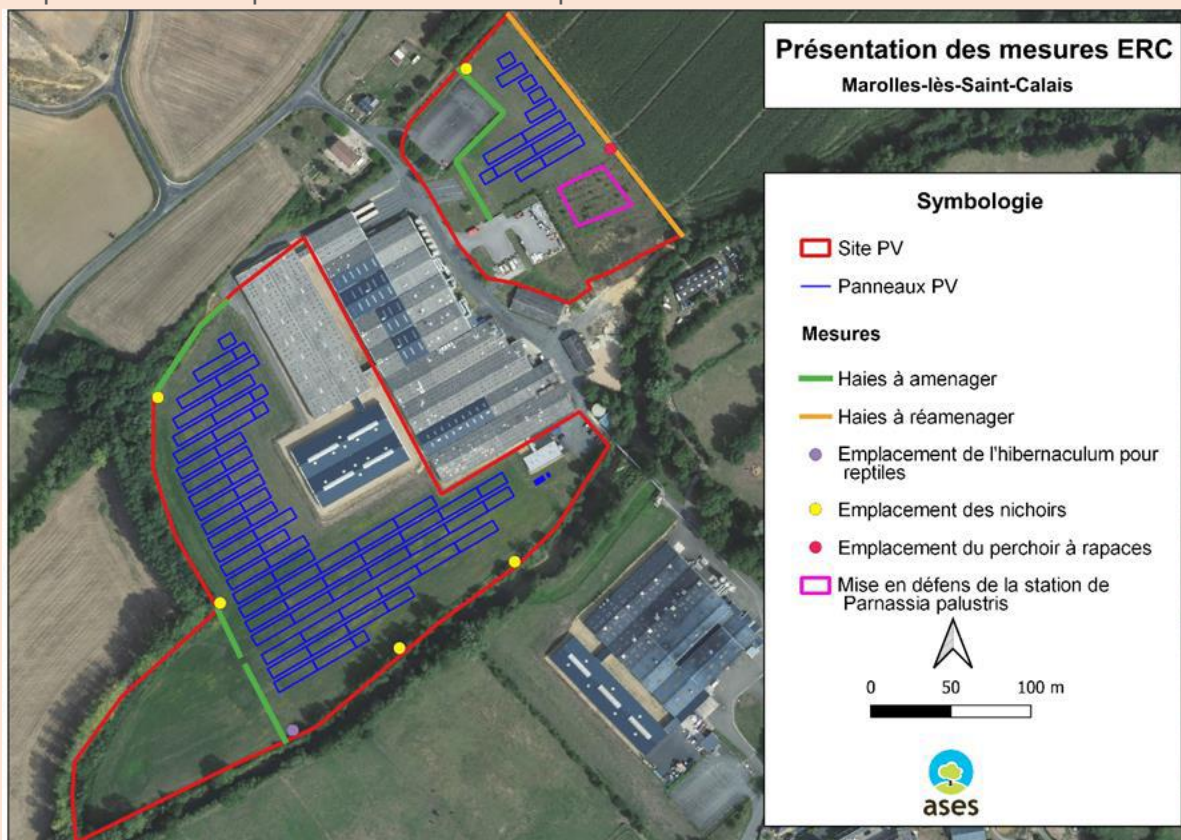 Présentation des mesures ERC
Marolles-lès-Saint-Calais
Symbologie
Site PV
Panneaux PV
Mesures
Haies à amenager
Haies à réamenager
Emplacement de l'hibernaculum pour
reptiles
Emplacement des nichoirs
Emplacement du perchoir à rapaces
Mise en défens de la station de
Parnassia palustris
0 50 100 m
ases